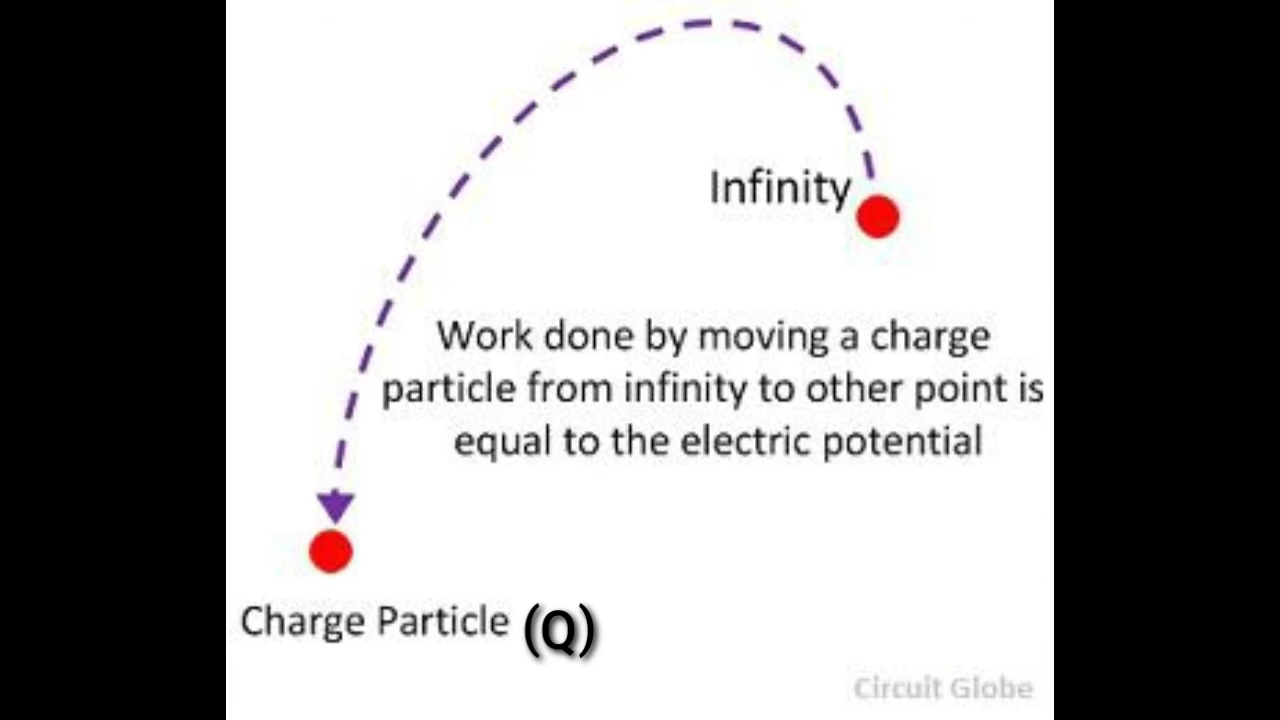 Infinity
Work done by moving a charge
particle from infinity to other point is
equal to the electric potential
Charge Particle (Q)
Circuit Globe